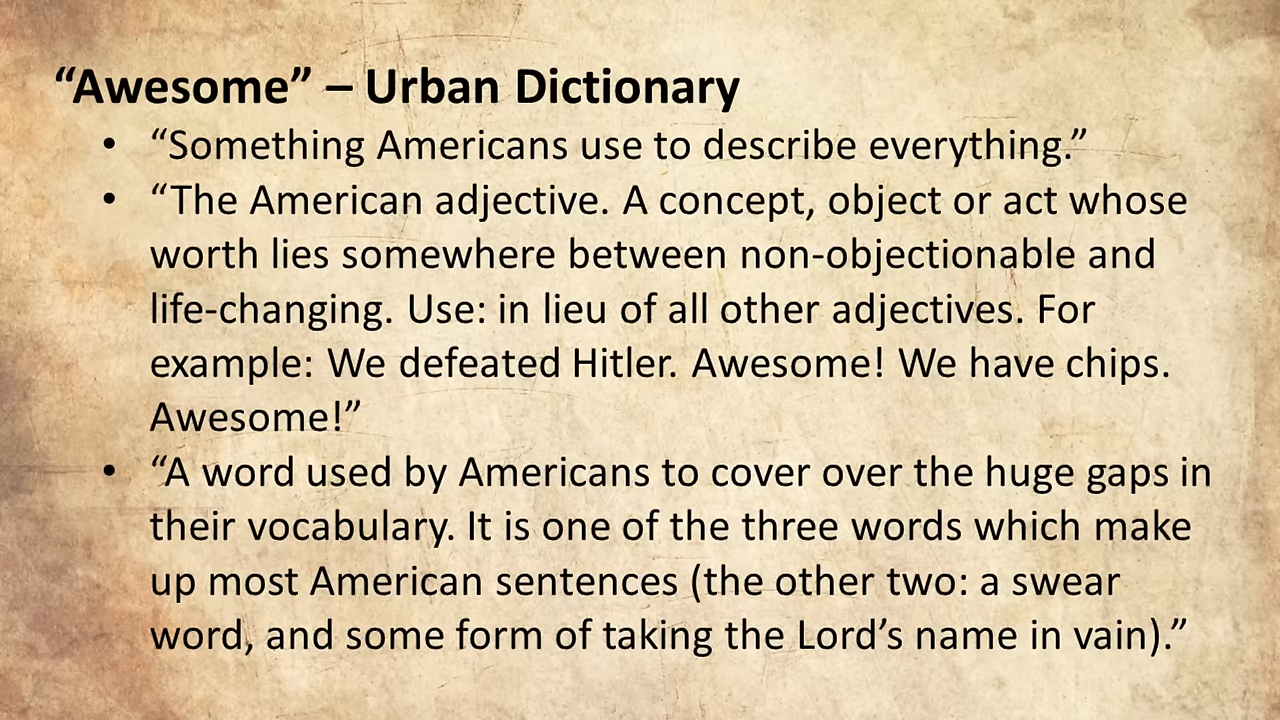 “Awesome” – Urban Dictionary
• “Something Americans use to describe everything.”
• “The American adjective. A concept, object or act whose
worth lies somewhere between non-objectionable and
life-changing. Use: in lieu of all other adjectives. For
example: We defeated Hitler. Awesome! We have chips.
Awesome!”
• “A word used by Americans to cover over the huge gaps in
their vocabulary. It is one of the three words which make
up most American sentences (the other two: a swear
word, and some form of taking the Lord’s name in vain).”